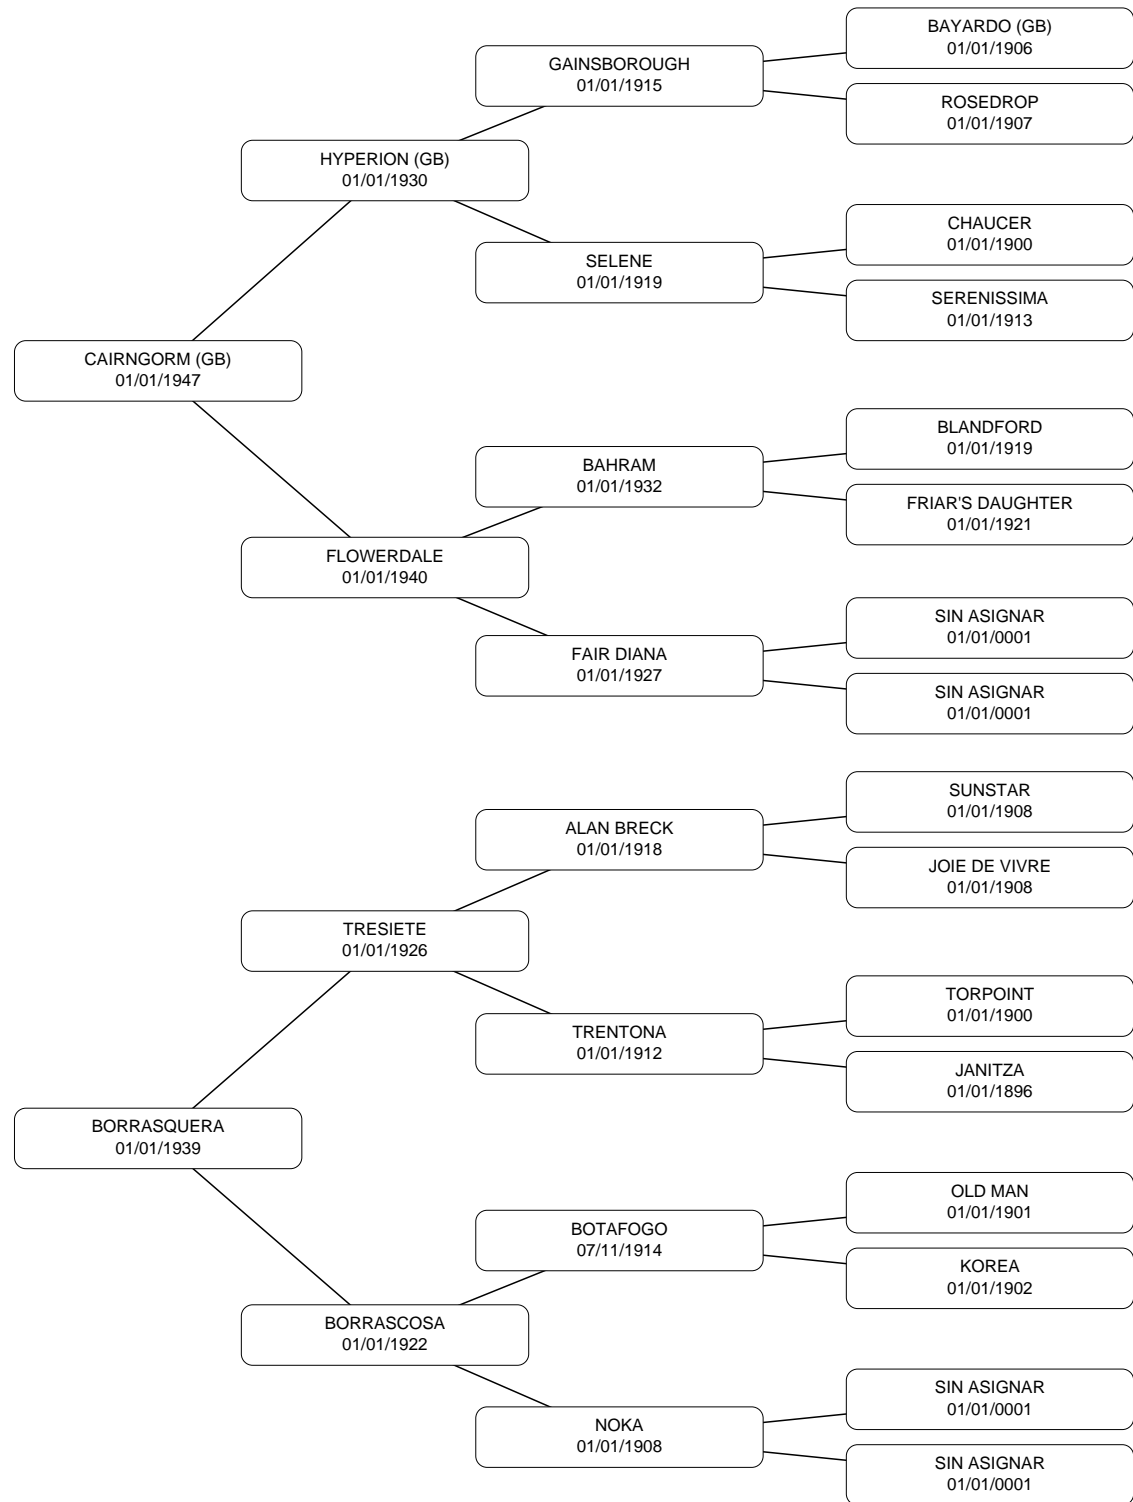 BAYARDO (GB)
01/01/1906
GAINSBOROUGH
01/01/1915
ROSEDROP
01/01/1907
HYPERION (GB)
01/01/1930
CHAUCER
01/01/1900
SELENE
01/01/1919
SERENISSIMA
01/01/1913
CAIRNGORM (GB)
01/01/1947
BLANDFORD
01/01/1919
BAHRAM
01/01/1932
FRIAR'S DAUGHTER
01/01/1921
FLOWERDALE
01/01/1940
SIN ASIGNAR
01/01/0001
FAIR DIANA
01/01/1927
SIN ASIGNAR
01/01/0001
SUNSTAR
01/01/1908
ALAN BRECK
01/01/1918
JOIE DE VIVRE
01/01/1908
TRESIETE
01/01/1926
TORPOINT
01/01/1900
TRENTONA
01/01/1912
JANITZA
01/01/1896
BORRASQUERA
01/01/1939
OLD MAN
01/01/1901
BOTAFOGO
07/11/1914
KOREA
01/01/1902
BORRASCOSA
01/01/1922
SIN ASIGNAR
01/01/0001
NOKA
01/01/1908
SIN ASIGNAR
01/01/0001